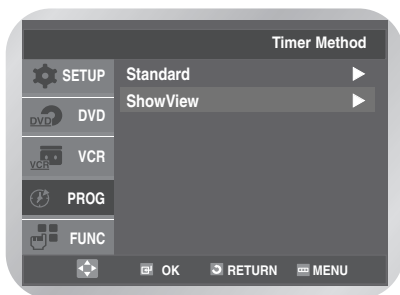 Timer Method
SETUP
Standard
ShowView
DVD DVD
VCR VCR
PROG
FUNC
OK RETURN MENU